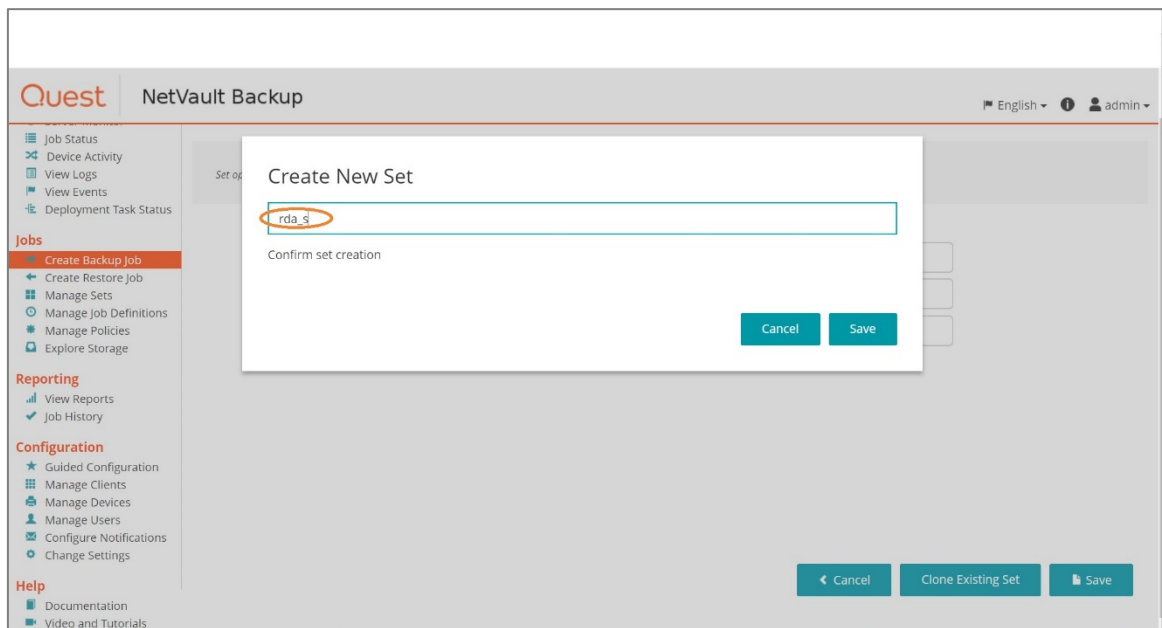 Quest NetVault Backup
English admin
Job Status
Device Activity
View Logs
View Events
Deployment Task Status
Jobs
Create Backup Job
Create Restore Job
Manage Sets
Manage Job Definitions
Manage Policies
Explore Storage
Reporting
View Reports
Job History
Configuration
Guided Configuration
Manage Clients
Manage Devices
Manage Users
Configure Notifications
Change Settings
Help
Documentation
Video and Tutorials
Set op
Create New Set
rda_s
Confirm set creation
Cancel Save
Cancel Clone Existing Set Save